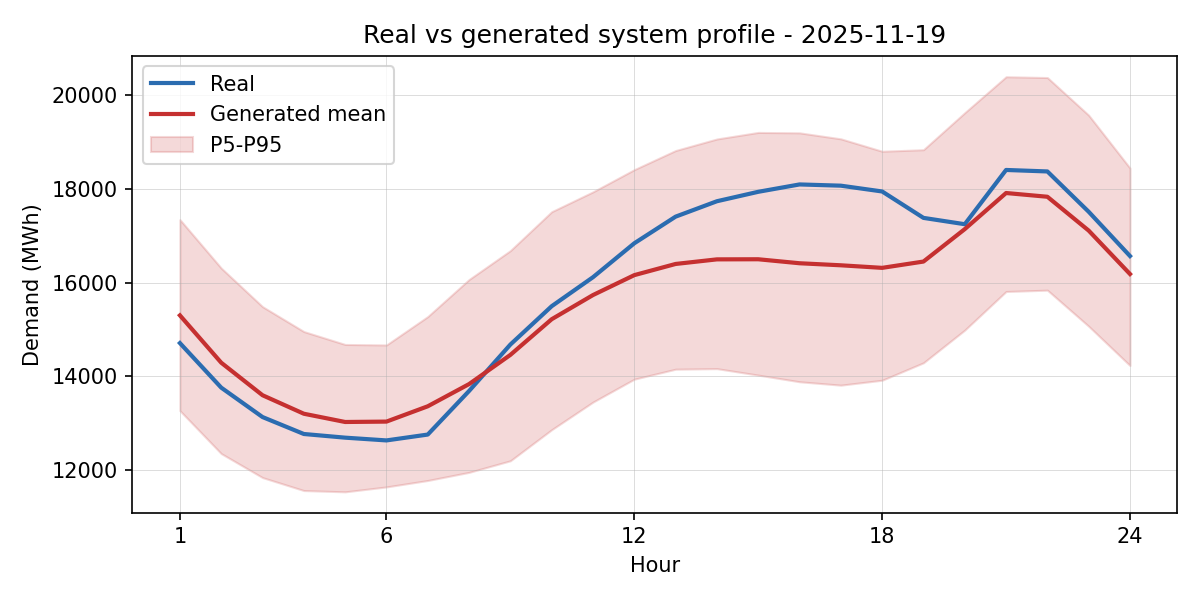 Real vs generated system profile - 2025-11-19
Real
Generated mean
P5-P95
Demand (MWh)
20000
18000
16000
14000
12000
1 6 12 18 24
Hour